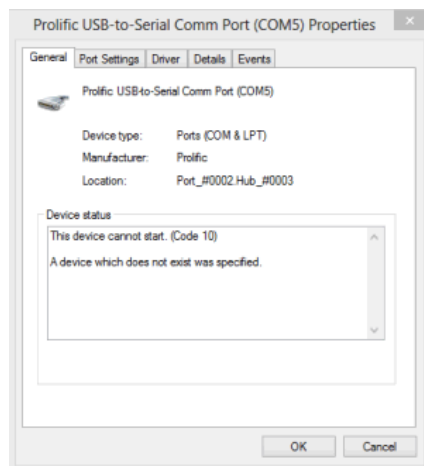 Prolific USB-to-Serial Comm Port (COM5) Properties
General Port Settings Driver Details Events
Prolific USB-to-Serial Comm Port (COM5)
Device type: Ports (COM & LPT)
Manufacturer: Prolific
Location: Port_#0002.Hub_#0003
Device status
This device cannot start. (Code 10)
A device which does not exist was specified.
OK Cancel